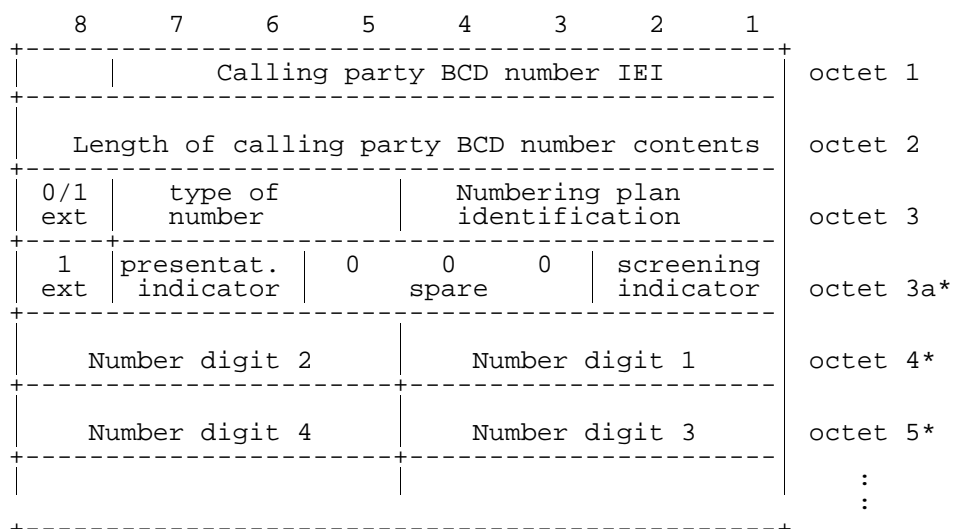 8 7 6 5 4 3 2 1
Calling party BCD number IEI octet 1
Length of calling party BCD number contents octet 2
0/1 type of Numbering plan
ext number identification octet 3
1 presentat. 0 0 0 screening
ext indicator spare indicator octet 3a*
Number digit 2 Number digit 1 octet 4*
Number digit 4 Number digit 3 octet 5*
:
: